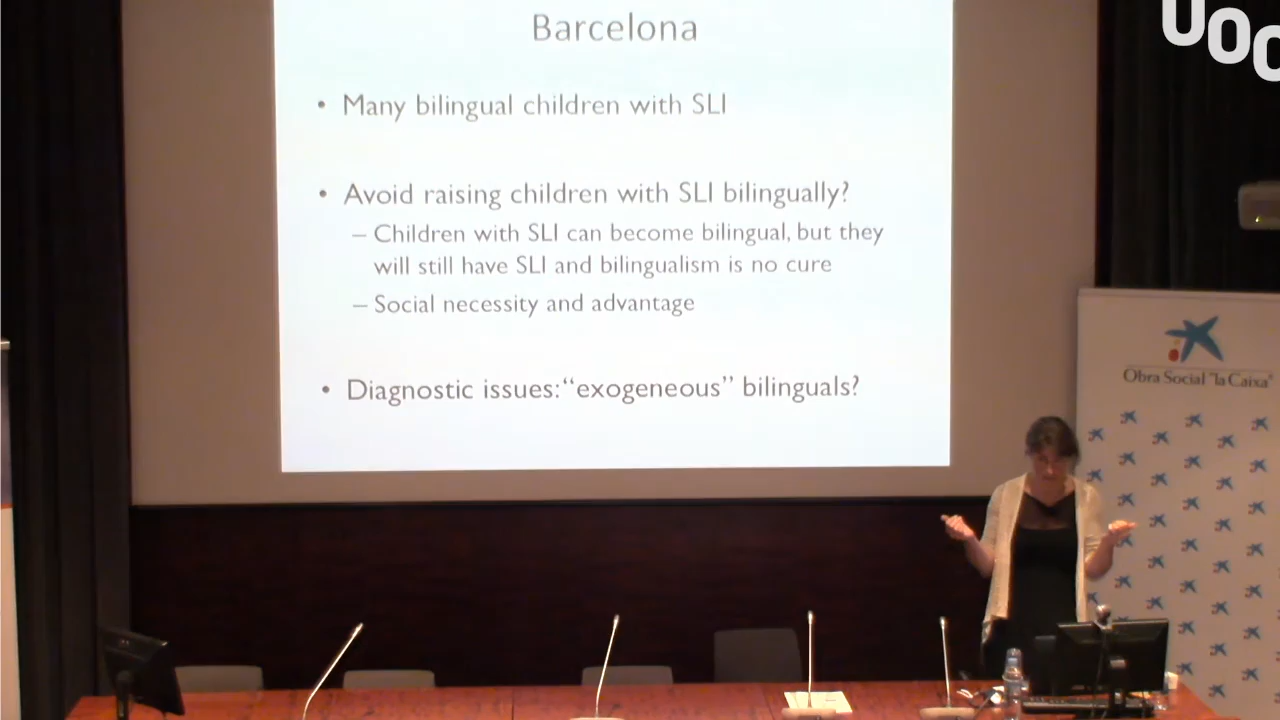 UOC
Barcelona
• Many bilingual children with SLI
• Avoid raising children with SLI bilingually?
– Children with SLI can become bilingual, but they
will still have SLI and bilingualism is no cure
– Social necessity and advantage
• Diagnostic issues: “exogeneous” bilinguals?
Obra Social "la Caixa"